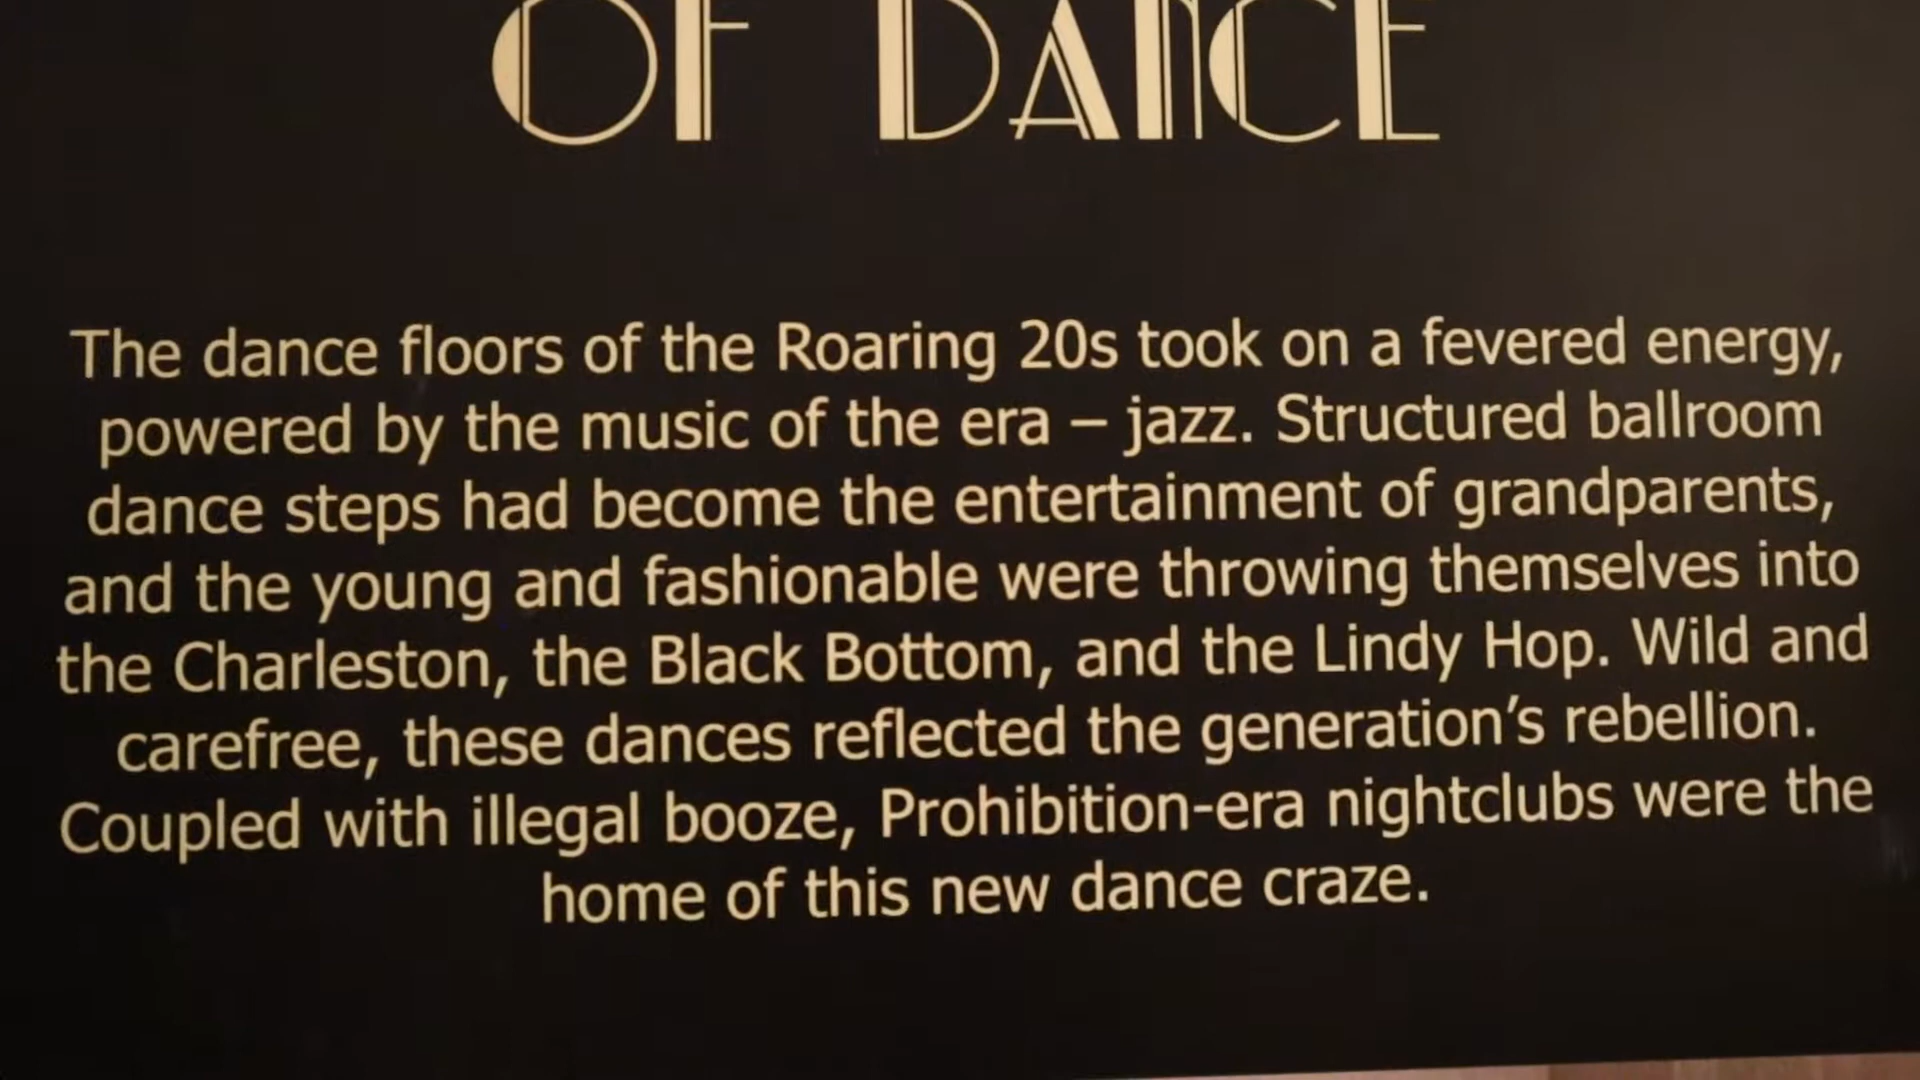 OF DANCE
The dance floors of the Roaring 20s took on a fevered energy,
powered by the music of the era – jazz. Structured ballroom
dance steps had become the entertainment of grandparents,
and the young and fashionable were throwing themselves into
the Charleston, the Black Bottom, and the Lindy Hop. Wild and
carefree, these dances reflected the generation’s rebellion.
Coupled with illegal booze, Prohibition-era nightclubs were the
home of this new dance craze.